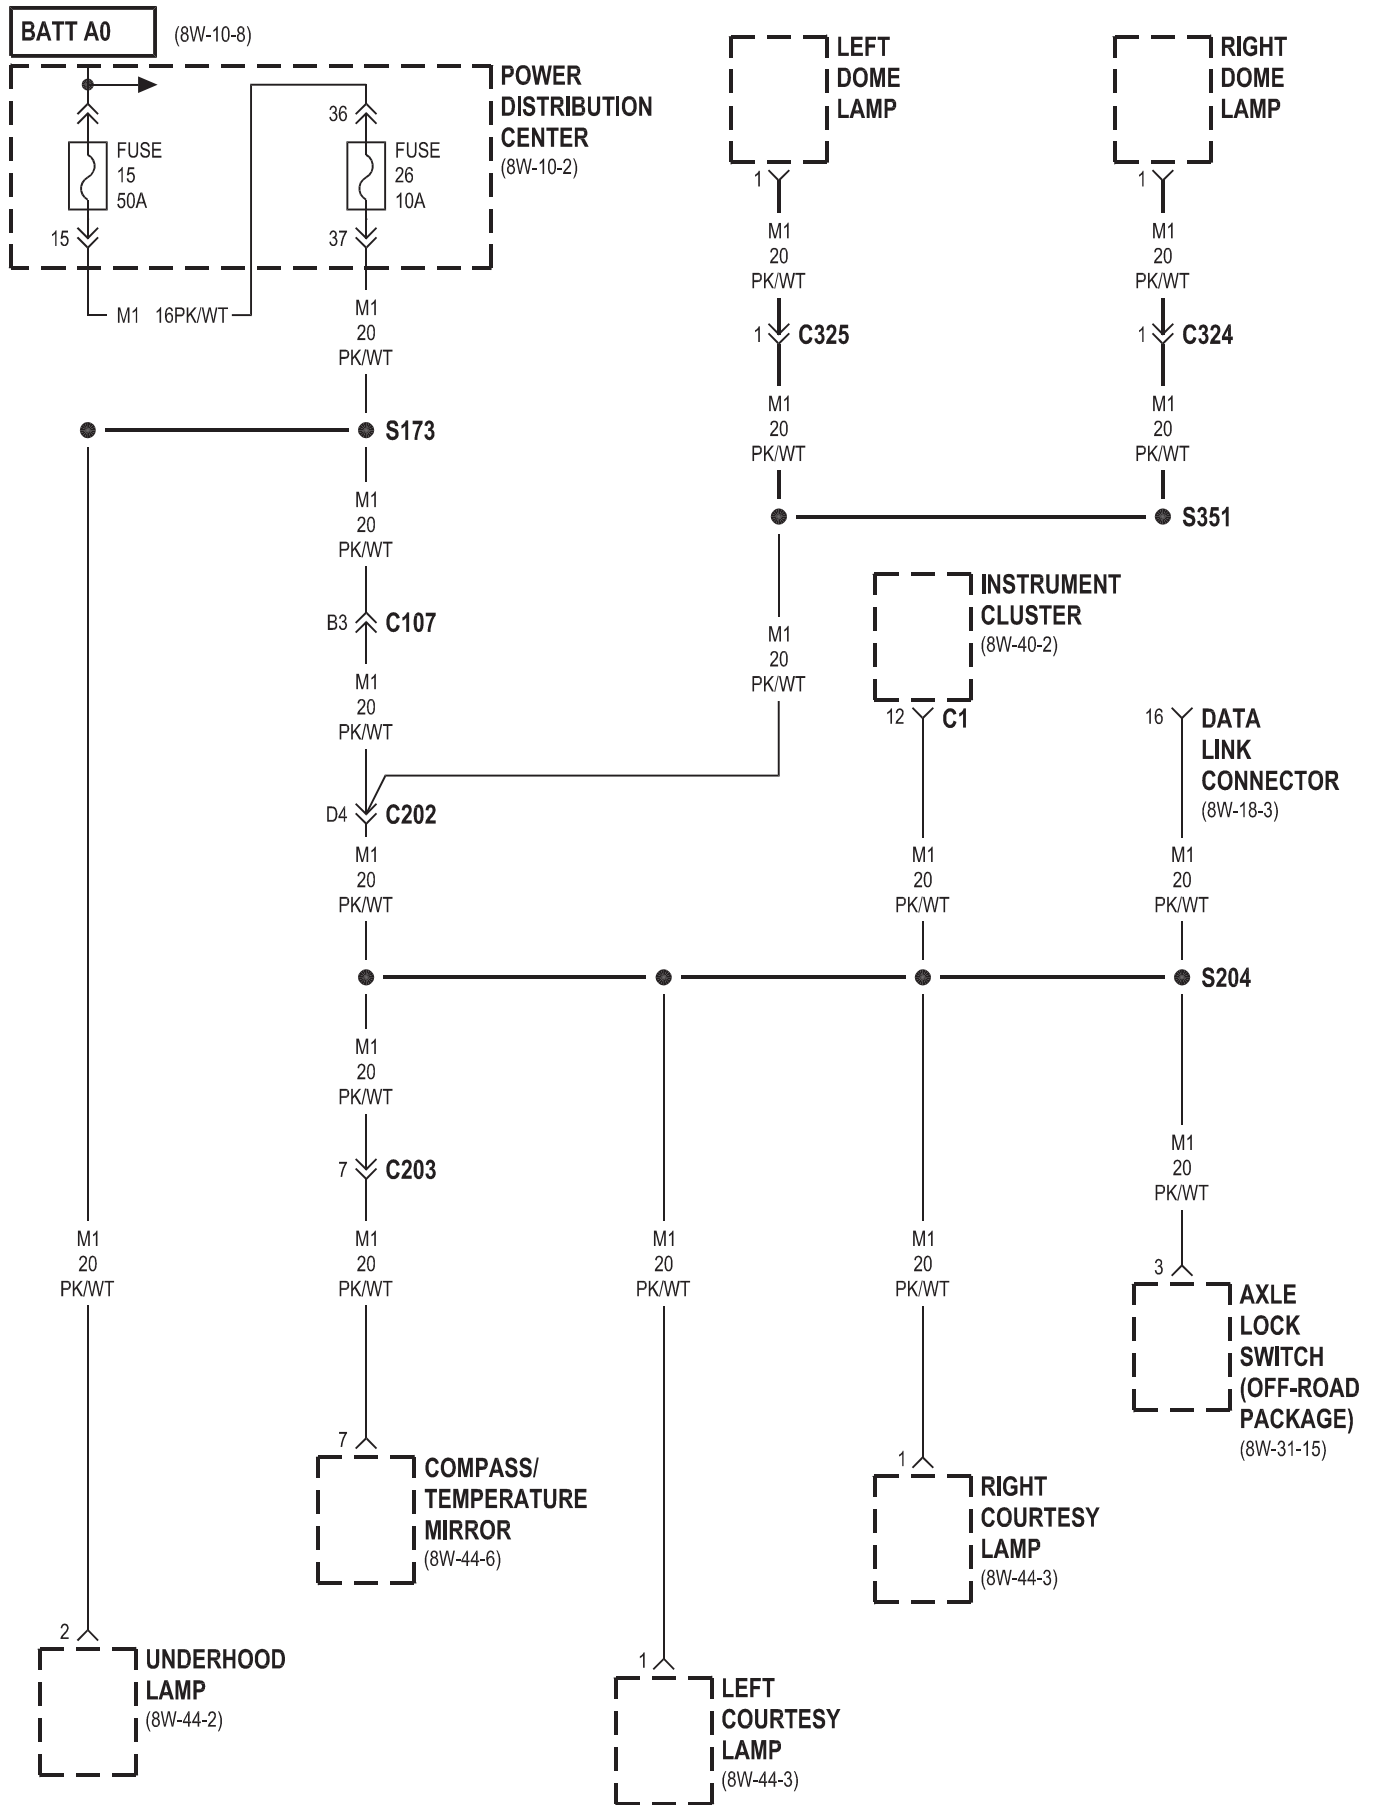 BATT A0
(8W-10-8)
POWER
DISTRIBUTION
CENTER
(8W-10-2)
FUSE
15
50A
15
36
FUSE
26
10A
37
M1 16PK/WT
M1
20
PK/WT
S173
M1
20
PK/WT
B3
C107
M1
20
PK/WT
D4
C202
M1
20
PK/WT
LEFT
DOME
LAMP
1
M1
20
PK/WT
1
C325
M1
20
PK/WT
RIGHT
DOME
LAMP
1
M1
20
PK/WT
1
C324
M1
20
PK/WT
S351
M1
20
PK/WT
INSTRUMENT
CLUSTER
(8W-40-2)
12
C1
M1
20
PK/WT
16
DATA
LINK
CONNECTOR
(8W-18-3)
M1
20
PK/WT
S204
M1
20
PK/WT
7
C203
M1
20
PK/WT
M1
20
PK/WT
M1
20
PK/WT
M1
20
PK/WT
M1
20
PK/WT
3
AXLE
LOCK
SWITCH
(OFF-ROAD
PACKAGE)
(8W-31-15)
7
COMPASS/
TEMPERATURE
MIRROR
(8W-44-6)
1
RIGHT
COURTESY
LAMP
(8W-44-3)
2
UNDERHOOD
LAMP
(8W-44-2)
1
LEFT
COURTESY
LAMP
(8W-44-3)